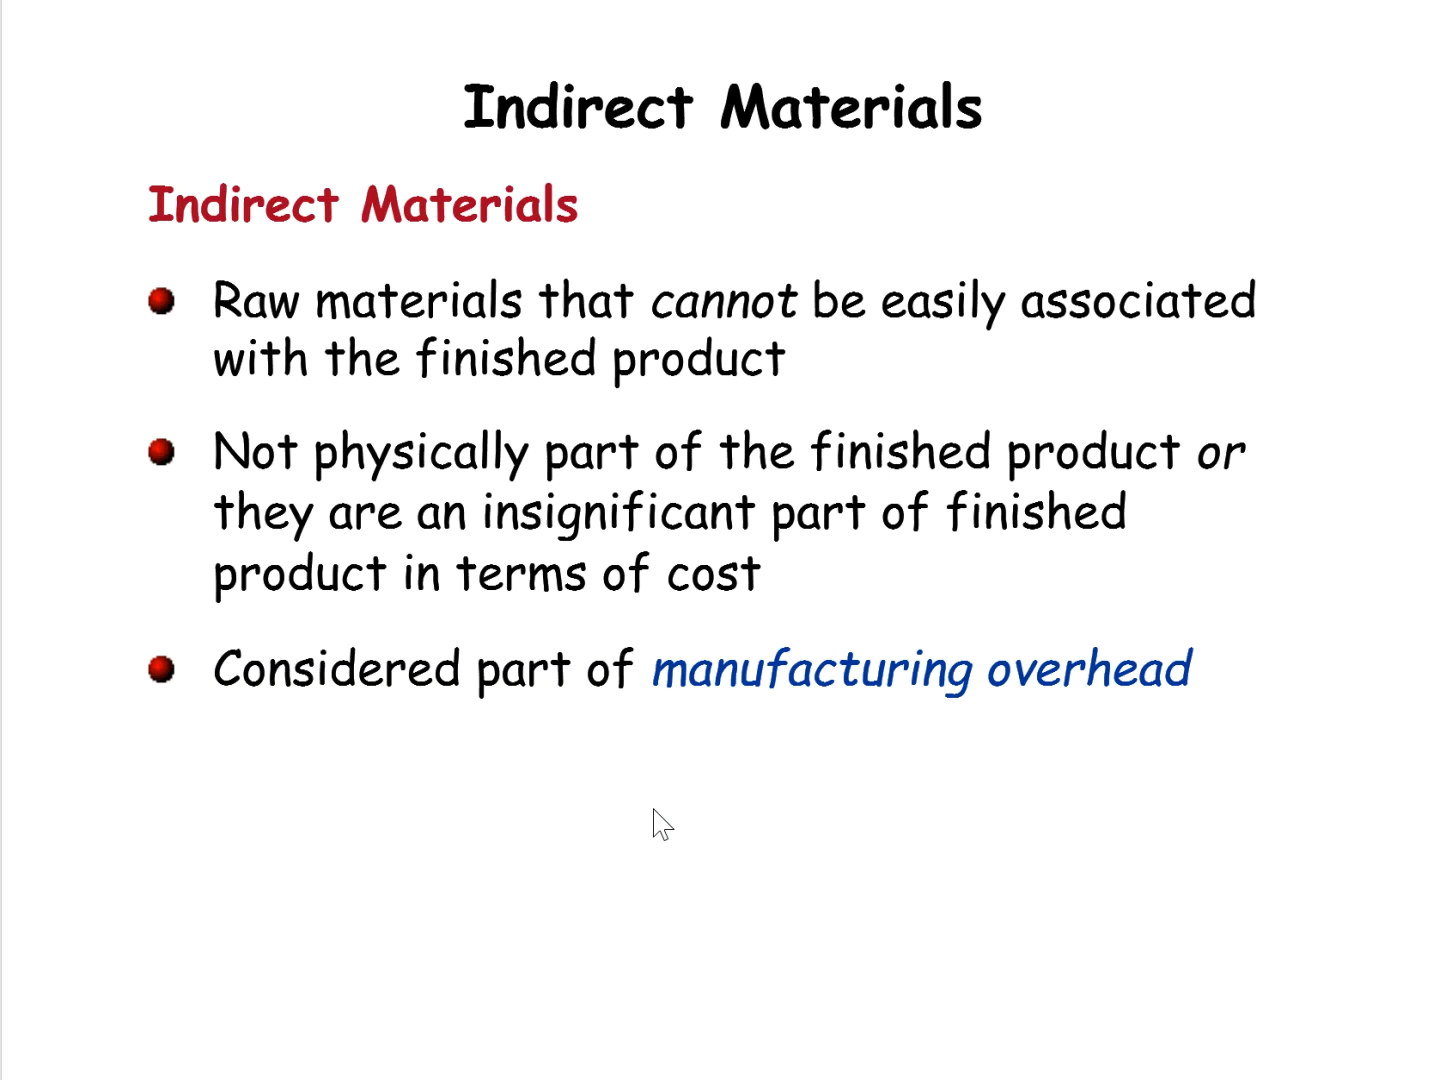 Indirect Materials
Indirect Materials
Raw materials that cannot be easily associated
with the finished product
Not physically part of the finished product or
they are an insignificant part of finished
product in terms of cost
Considered part of manufacturing overhead